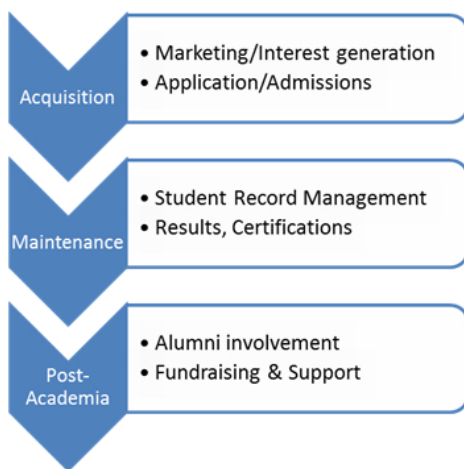 Acquisition
• Marketing/Interest generation
• Application/Admissions
Maintenance
• Student Record Management
• Results, Certifications
Post-
Academia
• Alumni involvement
• Fundraising & Support